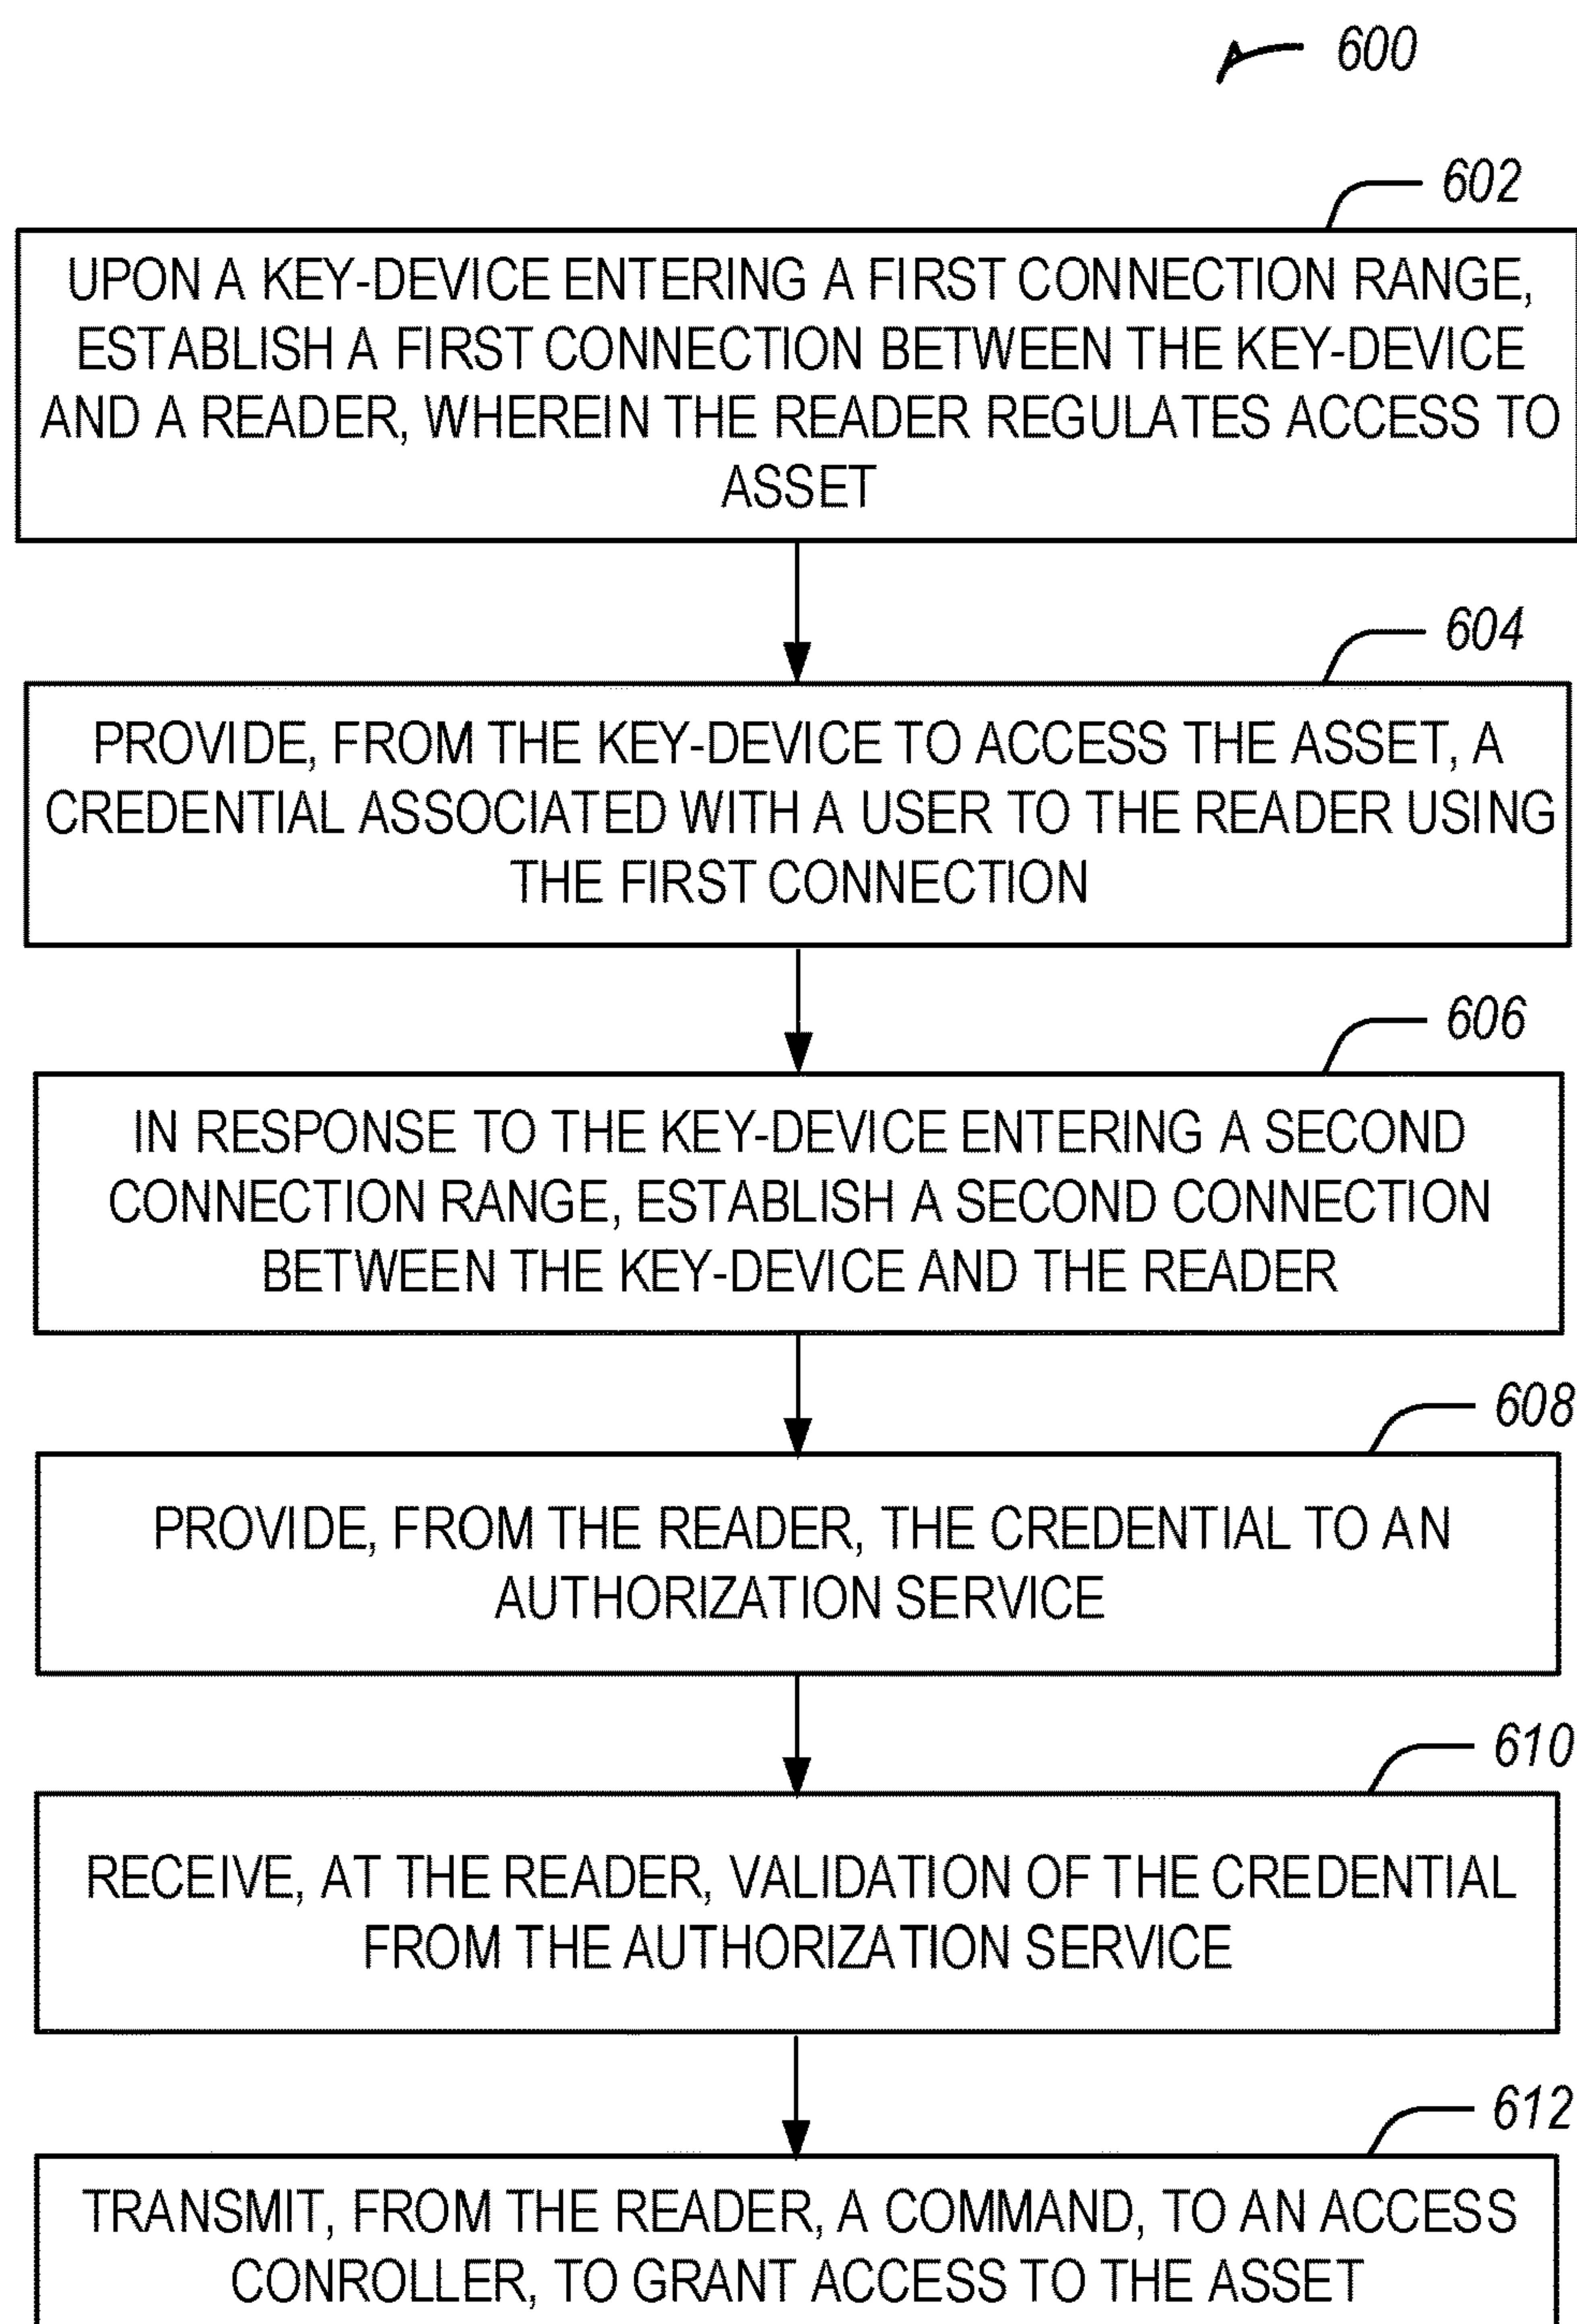 600
602
UPON A KEY-DEVICE ENTERING A FIRST CONNECTION RANGE,
ESTABLISH A FIRST CONNECTION BETWEEN THE KEY-DEVICE
AND A READER, WHEREIN THE READER REGULATES ACCESS TO
ASSET
604
PROVIDE, FROM THE KEY-DEVICE TO ACCESS THE ASSET, A
CREDENTIAL ASSOCIATED WITH A USER TO THE READER USING
THE FIRST CONNECTION
606
IN RESPONSE TO THE KEY-DEVICE ENTERING A SECOND
CONNECTION RANGE, ESTABLISH A SECOND CONNECTION
BETWEEN THE KEY-DEVICE AND THE READER
608
PROVIDE, FROM THE READER, THE CREDENTIAL TO AN
AUTHORIZATION SERVICE
610
RECEIVE, AT THE READER, VALIDATION OF THE CREDENTIAL
FROM THE AUTHORIZATION SERVICE
612
TRANSMIT, FROM THE READER, A COMMAND, TO AN ACCESS
CONROLLER, TO GRANT ACCESS TO THE ASSET